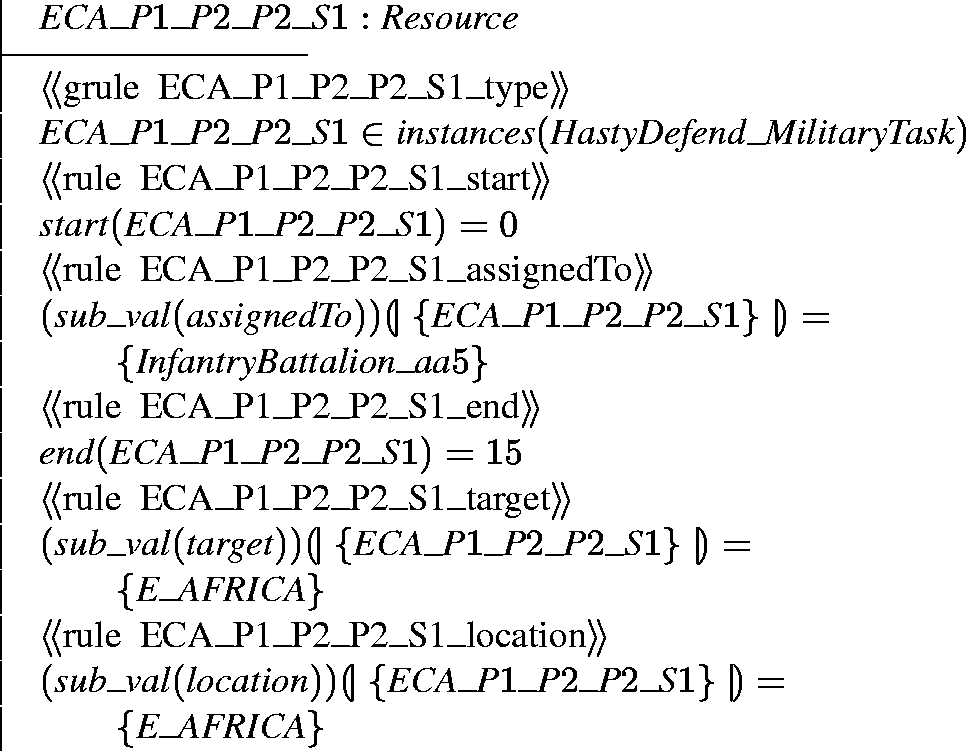 ECA_P1_P2_P2_S1 : Resource
⟪grule ECA_P1_P2_P2_S1_type⟫
ECA_P1_P2_P2_S1 ∈ instances(HastyDefend_MilitaryTask)
⟪rule ECA_P1_P2_P2_S1_start⟫
start(ECA_P1_P2_P2_S1) = 0
⟪rule ECA_P1_P2_P2_S1_assignedTo⟫
(sub_val(assignedTo))⦇ {ECA_P1_P2_P2_S1} ⦈ =
{InfantryBattalion_aa5}
⟪rule ECA_P1_P2_P2_S1_end⟫
end(ECA_P1_P2_P2_S1) = 15
⟪rule ECA_P1_P2_P2_S1_target⟫
(sub_val(target))⦇ {ECA_P1_P2_P2_S1} ⦈ =
{E_AFRICA}
⟪rule ECA_P1_P2_P2_S1_location⟫
(sub_val(location))⦇ {ECA_P1_P2_P2_S1} ⦈ =
{E_AFRICA}